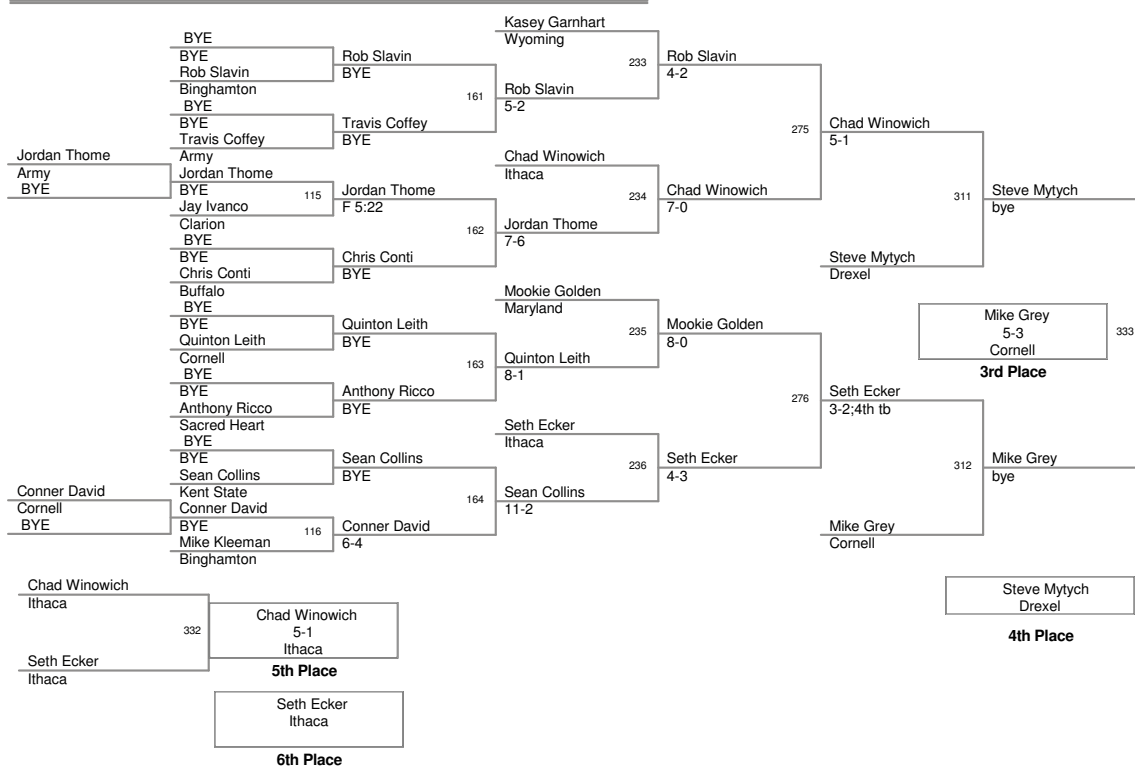 Kasey Garnhart
Wyoming
233
Rob Slavin
4-2
BYE
BYE
Rob Slavin
Binghamton
Rob Slavin
BYE
161
Rob Slavin
5-2
BYE
BYE
Travis Coffey
Army
Travis Coffey
BYE
275
Chad Winowich
5-1
Jordan Thome
Army
BYE
Jordan Thome
BYE
Jay Ivanco
Clarion
115
Jordan Thome
F 5:22
Chad Winowich
Ithaca
234
Chad Winowich
7-0
311
Steve Mytych
bye
162
Jordan Thome
7-6
BYE
BYE
Chris Conti
Buffalo
Chris Conti
BYE
Steve Mytych
Drexel
BYE
BYE
Quinton Leith
Cornell
Quinton Leith
BYE
Mookie Golden
Maryland
235
Mookie Golden
8-0
Mike Grey
5-3
Cornell
333
3rd Place
163
Quinton Leith
8-1
BYE
BYE
Anthony Ricco
Sacred Heart
Anthony Ricco
BYE
276
Seth Ecker
3-2;4th tb
BYE
BYE
Sean Collins
Kent State
Sean Collins
BYE
Seth Ecker
Ithaca
236
Seth Ecker
4-3
312
Mike Grey
bye
Conner David
Cornell
BYE
Conner David
BYE
Mike Kleeman
Binghamton
116
Conner David
6-4
164
Sean Collins
11-2
Mike Grey
Cornell
Chad Winowich
Ithaca
332
Seth Ecker
Ithaca
Chad Winowich
5-1
Ithaca
5th Place
Steve Mytych
Drexel
4th Place
Seth Ecker
Ithaca
6th Place